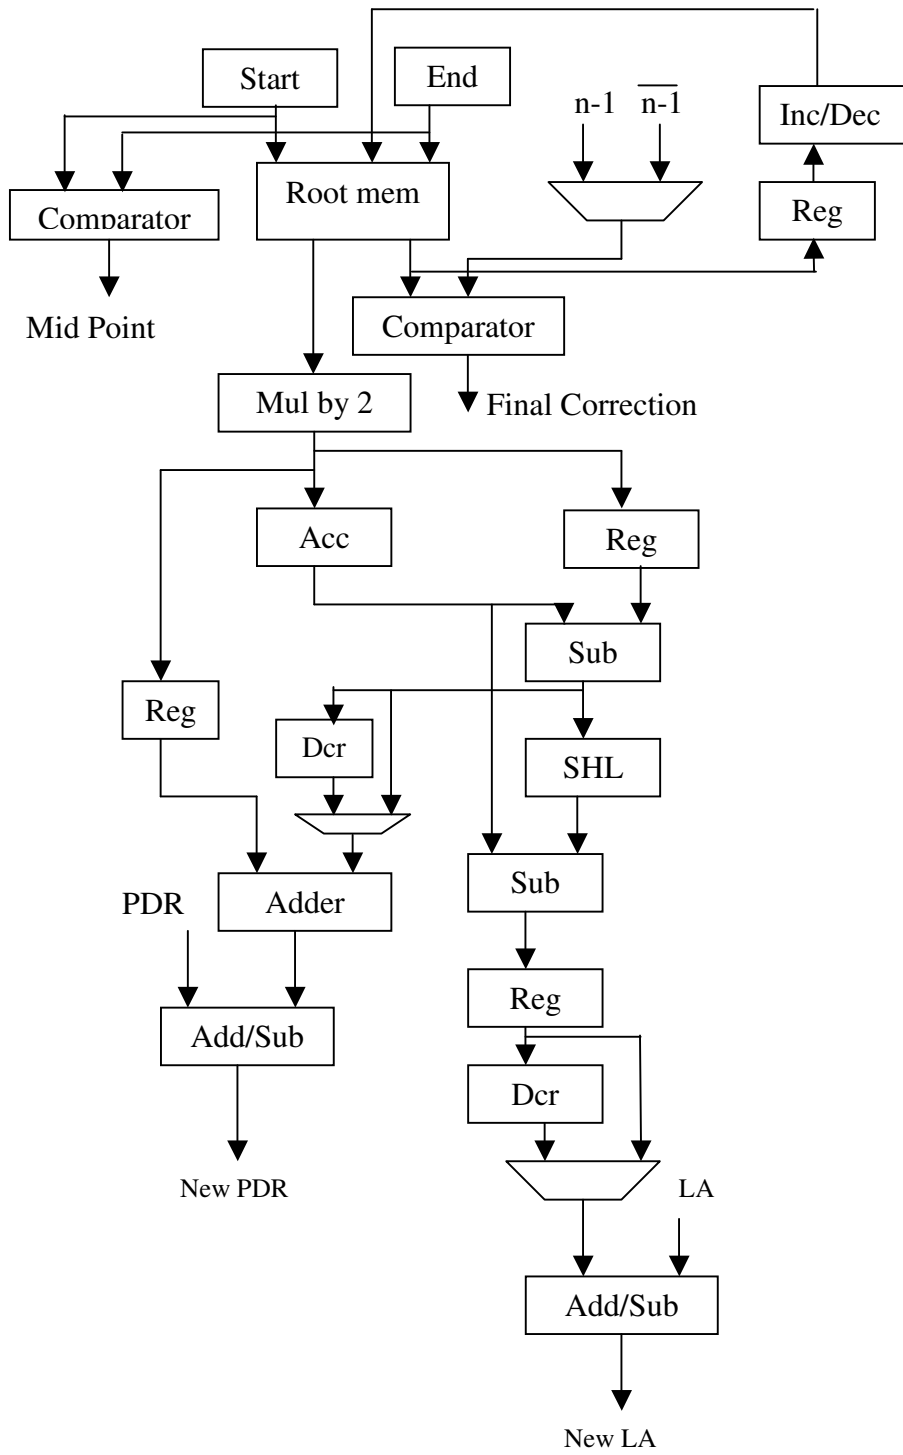 Start
End
n-1
n̅-̅1̅
Inc/Dec
Root mem
Comparator
Reg
Mid Point
Comparator
Mul by 2
Final Correction
Acc
Reg
Sub
Reg
Dcr
SHL
Sub
PDR
Adder
Reg
Add/Sub
Dcr
New PDR
LA
Add/Sub
New LA